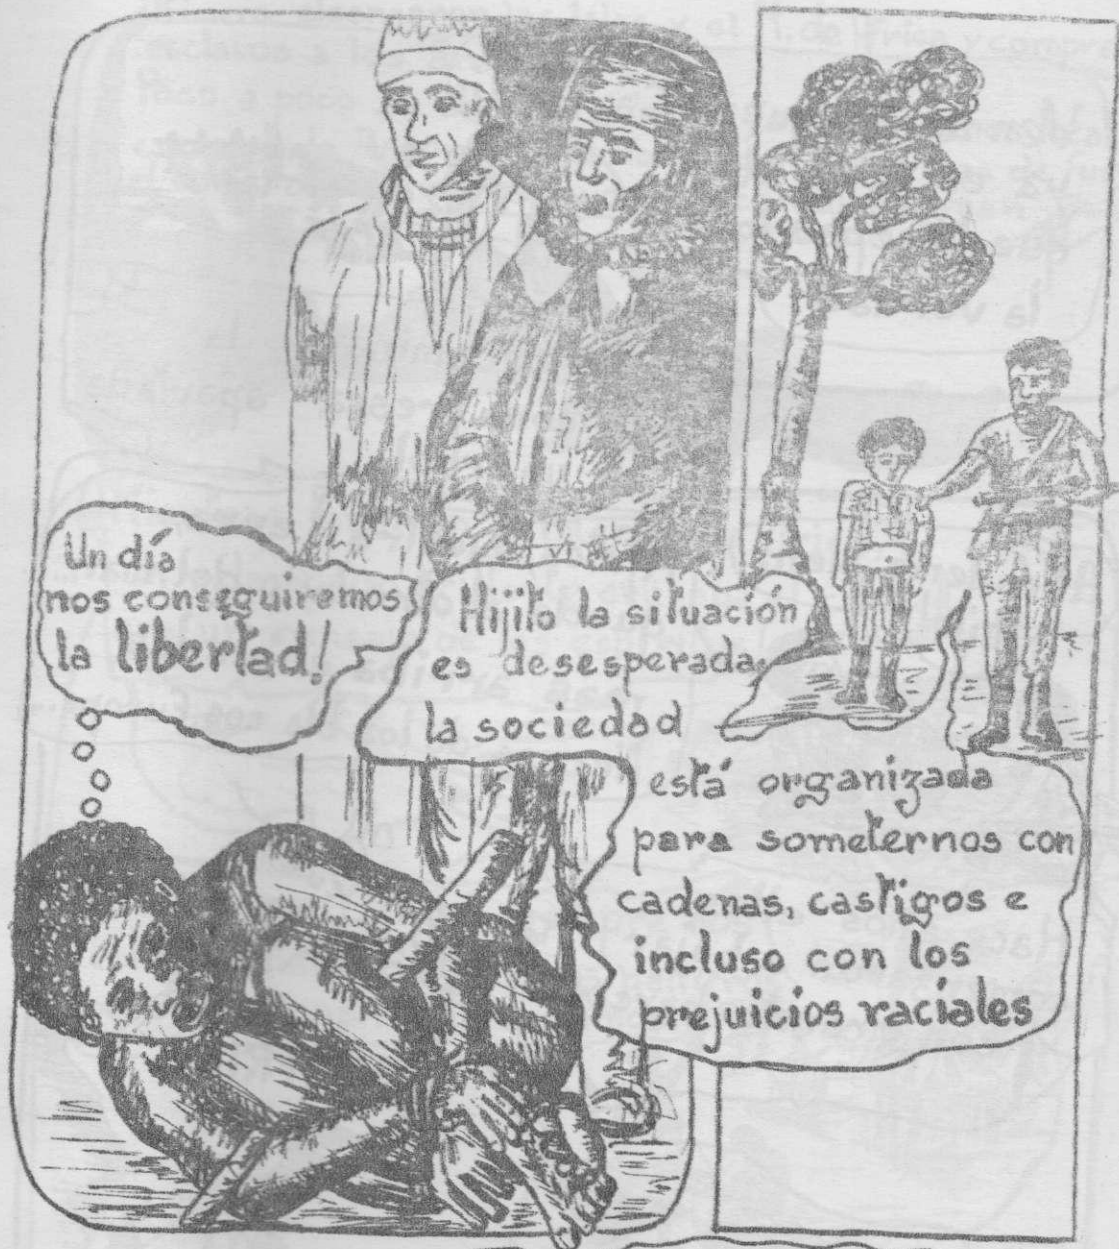 Un día
nos conseguiremos
la libertad!
Hijito la situación
es desesperada,
la sociedad
está organizada
para someternos con
cadenas, castigos e
incluso con los
prejuicios raciales